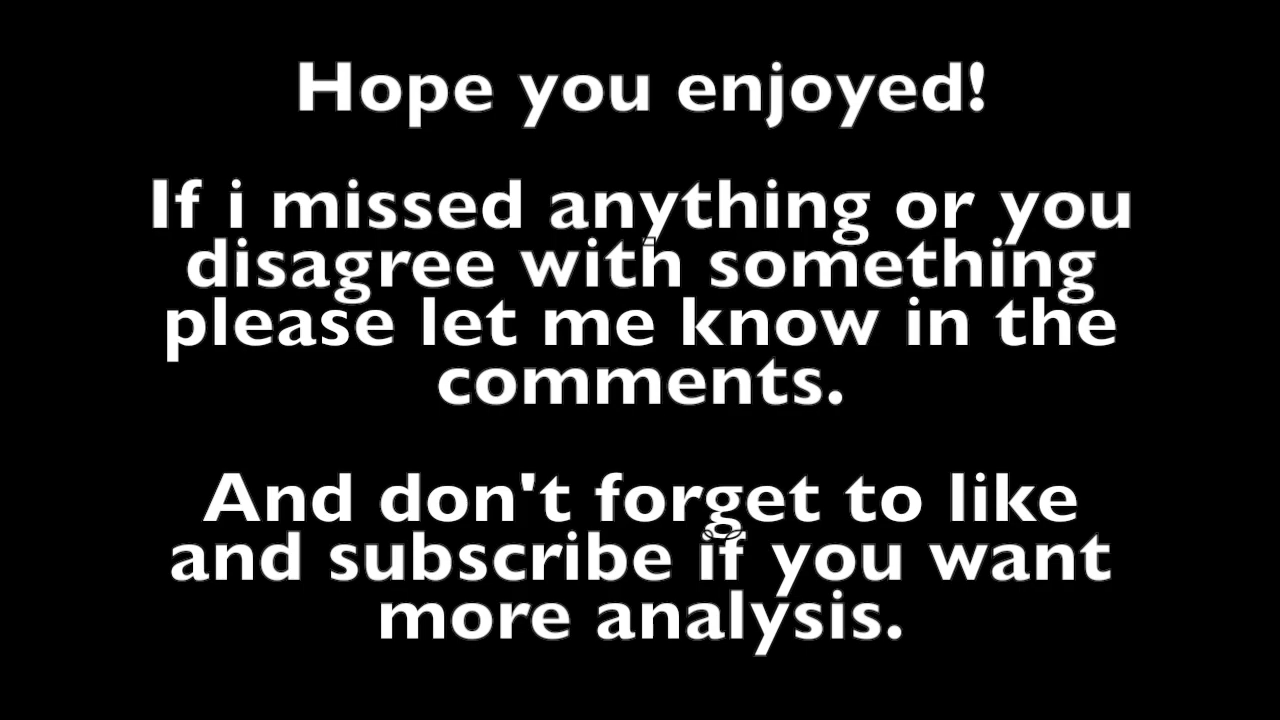 Hope you enjoyed!
If i missed anything or you
disagree with something
please let me know in the
comments.
And don't forget to like
and subscribe if you want
more analysis.